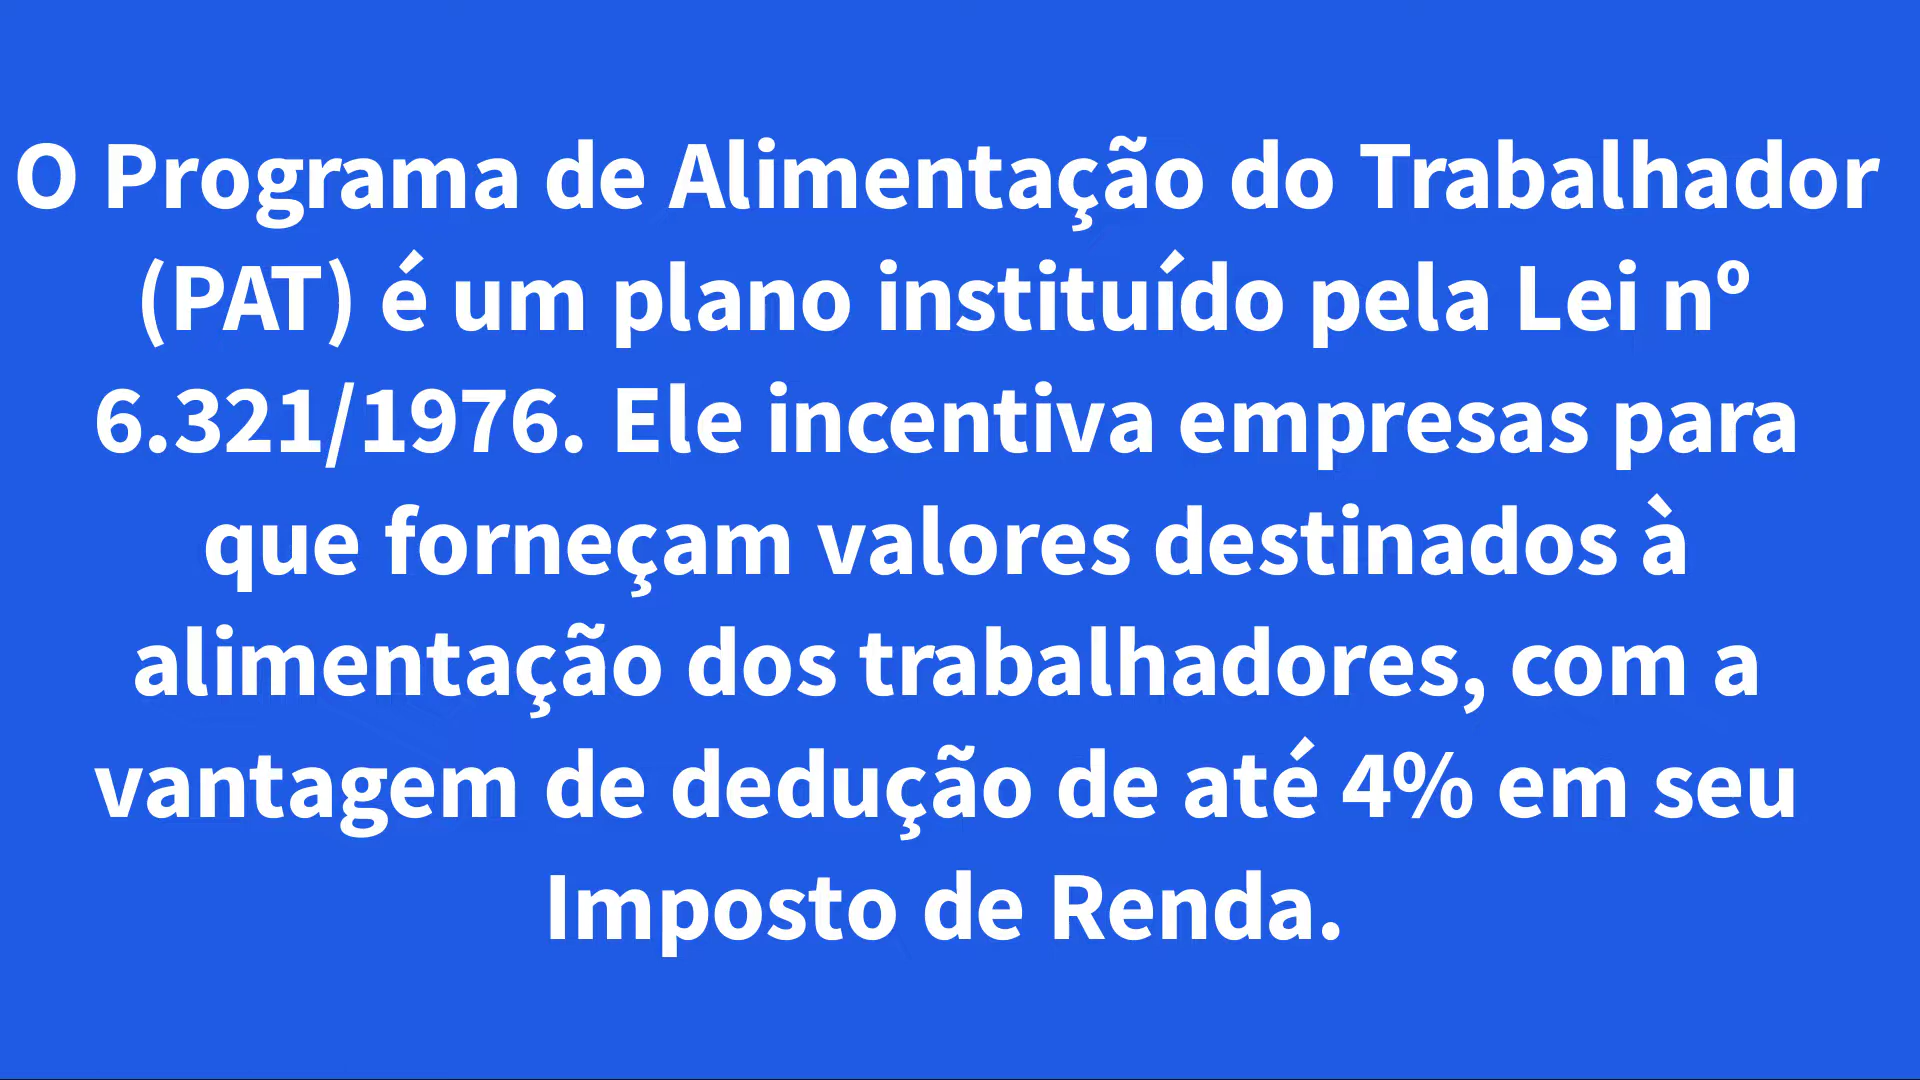 O Programa de Alimentação do Trabalhador
(PAT) é um plano instituído pela Lei nº
6.321/1976. Ele incentiva empresas para
que forneçam valores destinados à
alimentação dos trabalhadores, com a
vantagem de dedução de até 4% em seu
Imposto de Renda.